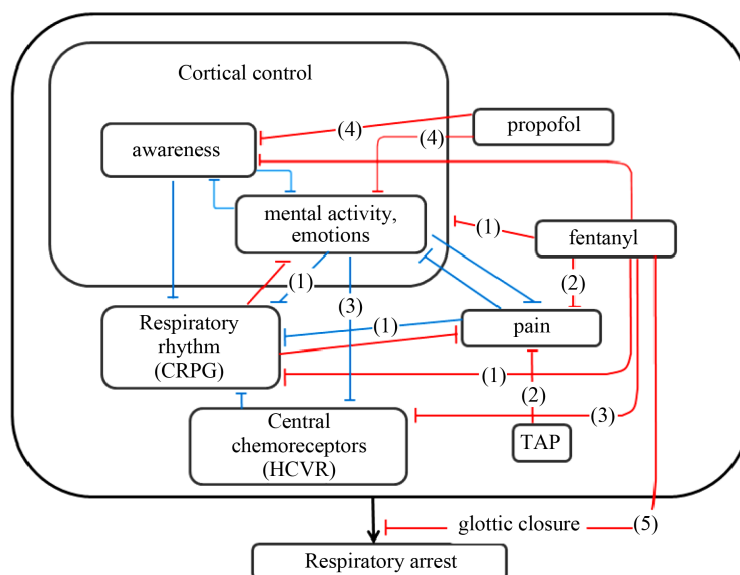 Cortical control
(4)
propofol
awareness
(4)
mental activity,
emotions
(1)
fentanyl
(1)
(3)
(2)
Respiratory
rhythm
(CRPG)
(1)
pain
(1)
(2)
(3)
Central
chemoreceptors
(HCVR)
TAP
glottic closure
(5)
Respiratory arrest